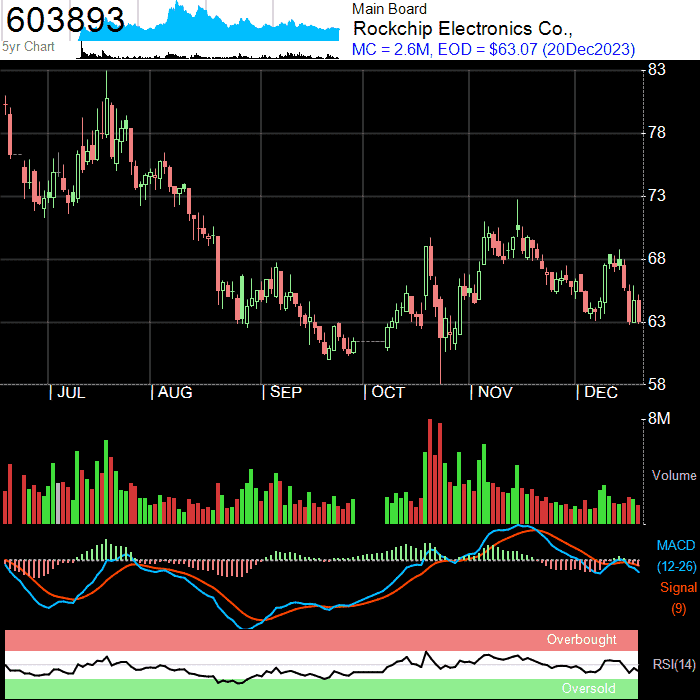 603893
5yr Chart
Main Board
Rockchip Electronics Co.,
MC = 2.6M, EOD = $63.07 (20Dec2023)
83
78
73
68
63
58
JUL
AUG
SEP
OCT
NOV
DEC
8M
Volume
MACD
(12-26)
Signal
(9)
Overbought
RSI(14)
Oversold